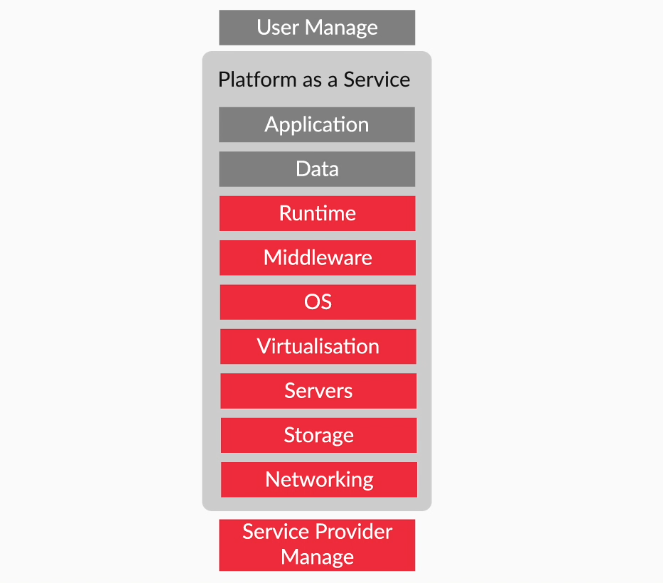 User Manage
Platform as a Service
Application
Data
Runtime
Middleware
OS
Virtualisation
Servers
Storage
Networking
Service Provider
Manage